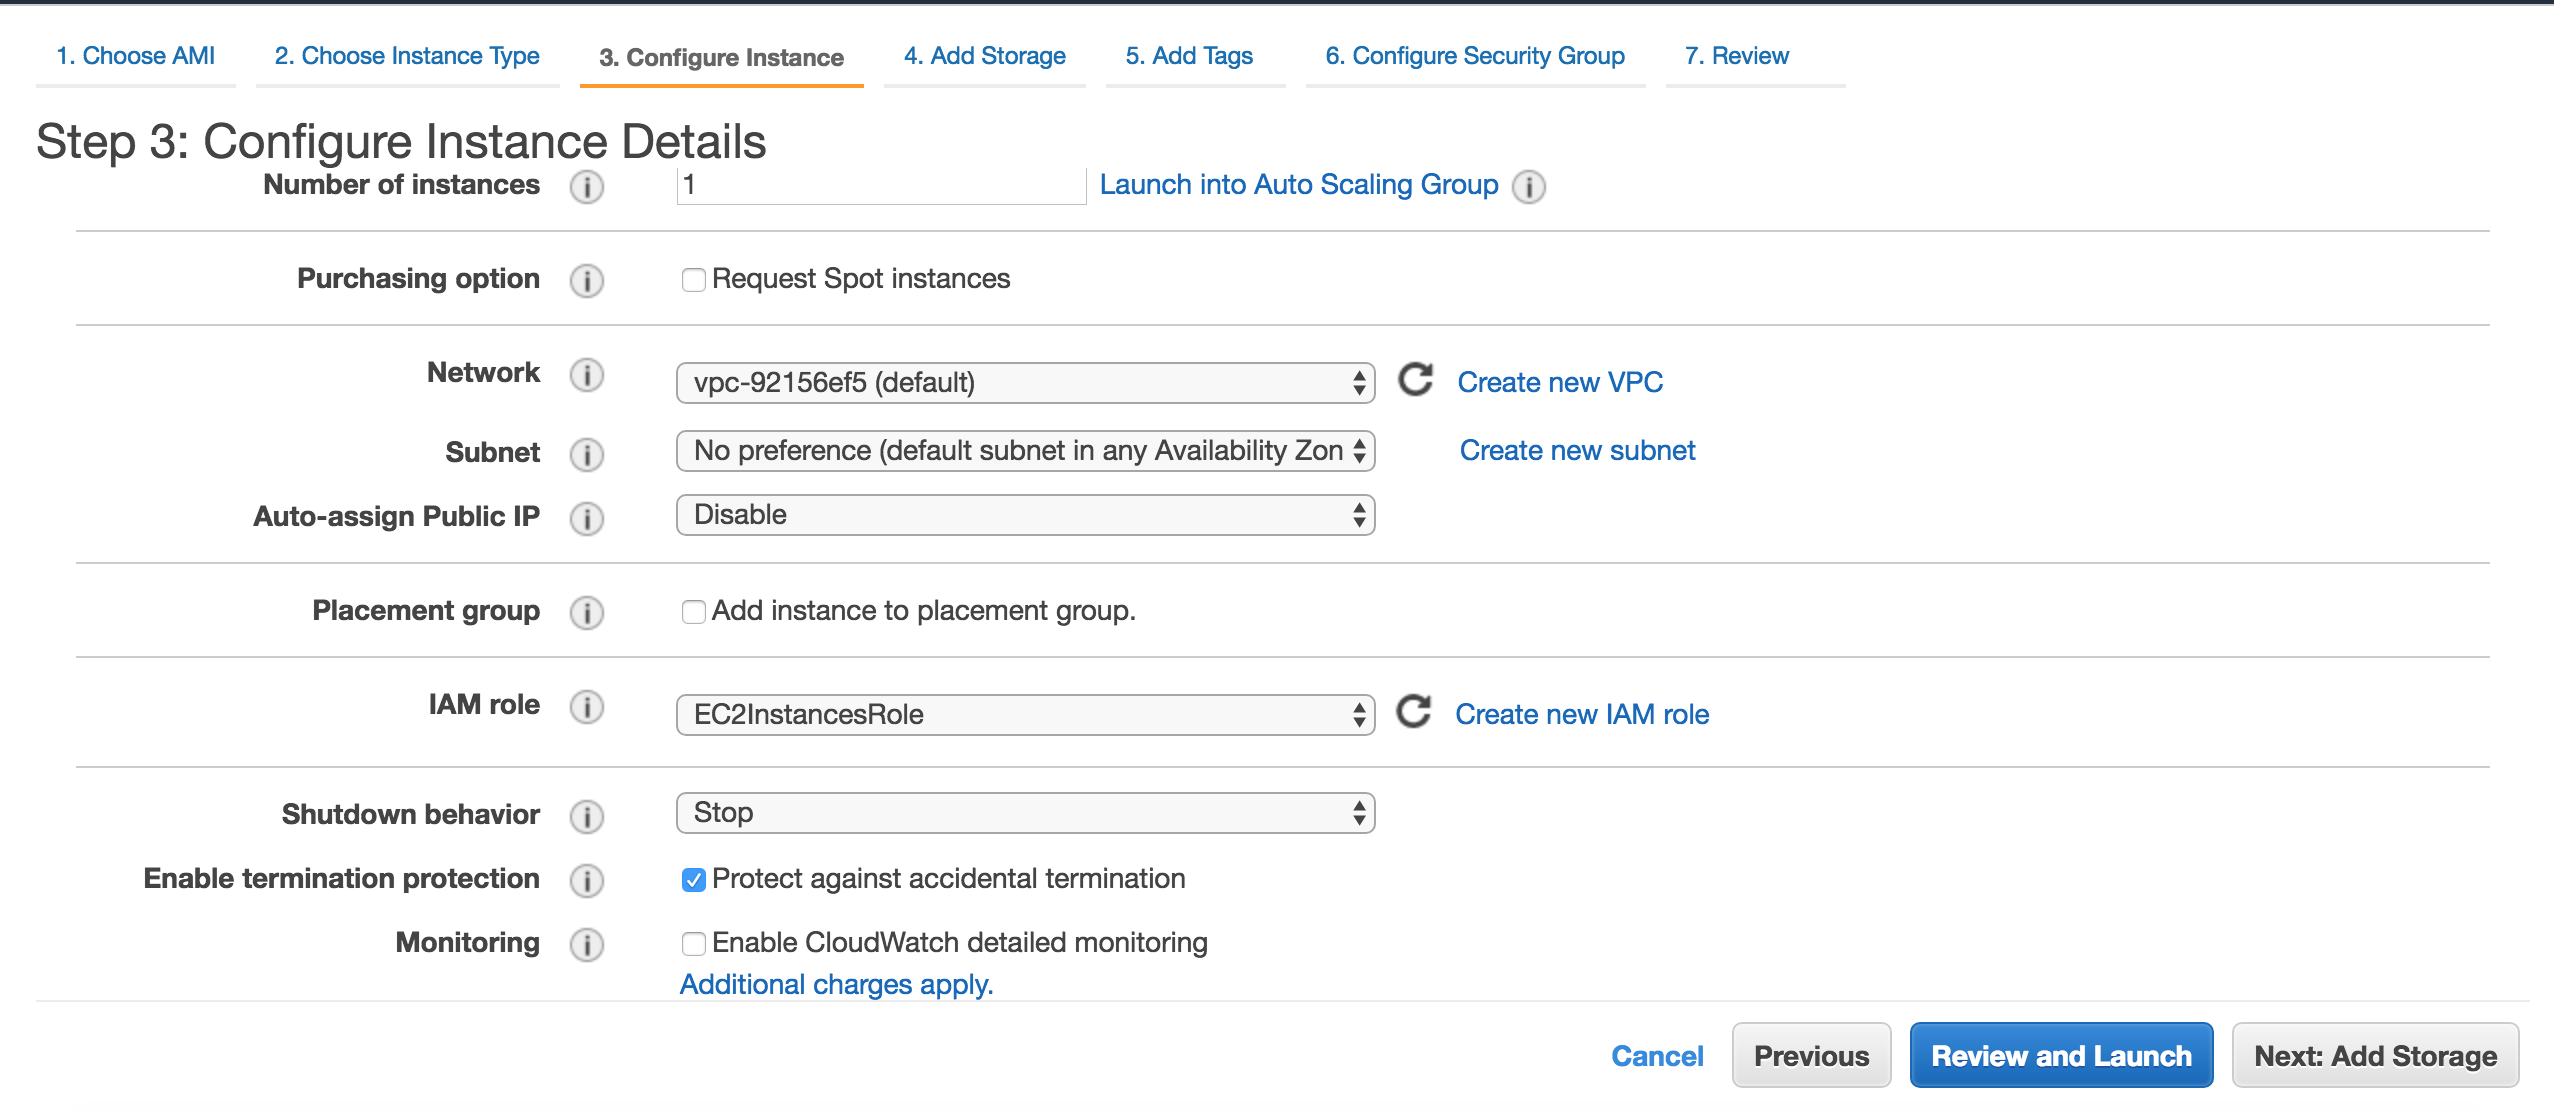 1. Choose AMI 2. Choose Instance Type 3. Configure Instance 4. Add Storage 5. Add Tags 6. Configure Security Group 7. Review
Step 3: Configure Instance Details
Number of instances i 1 Launch into Auto Scaling Group i
Purchasing option i Request Spot instances
Network i vpc-92156ef5 (default) Create new VPC
Subnet i No preference (default subnet in any Availability Zon Create new subnet
Auto-assign Public IP i Disable
Placement group i Add instance to placement group.
IAM role i EC2InstancesRole Create new IAM role
Shutdown behavior i Stop
Enable termination protection i Protect against accidental termination
Monitoring i Enable CloudWatch detailed monitoring
Additional charges apply.
Cancel Previous Review and Launch Next: Add Storage